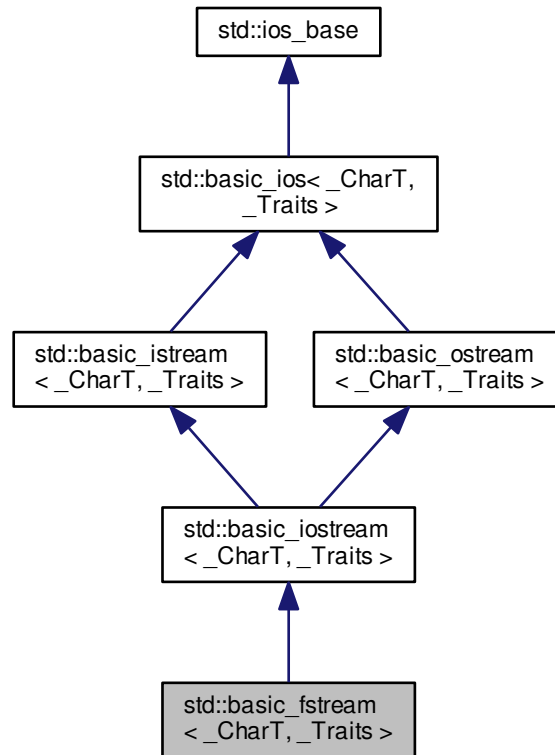 std::ios_base
std::basic_ios< _CharT,
_Traits >
std::basic_istream
< _CharT, _Traits >
std::basic_ostream
< _CharT, _Traits >
std::basic_iostream
< _CharT, _Traits >
std::basic_fstream
< _CharT, _Traits >